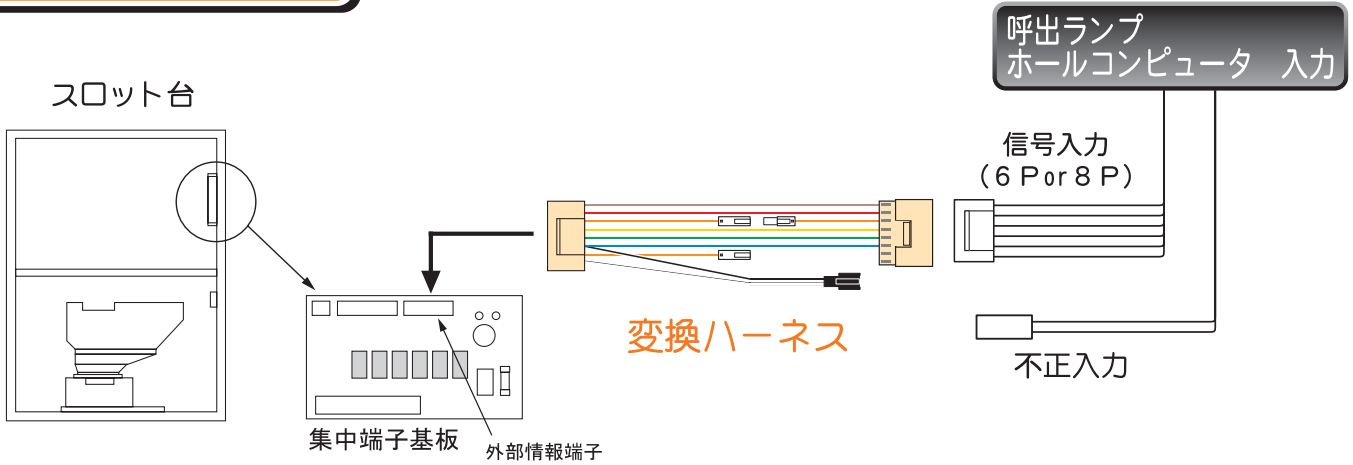 呼出ランプ
ホールコンピュータ　入力
スロット台
信号入力
（６Ｐor８Ｐ）
変換ハーネス
不正入力
集中端子基板
外部情報端子